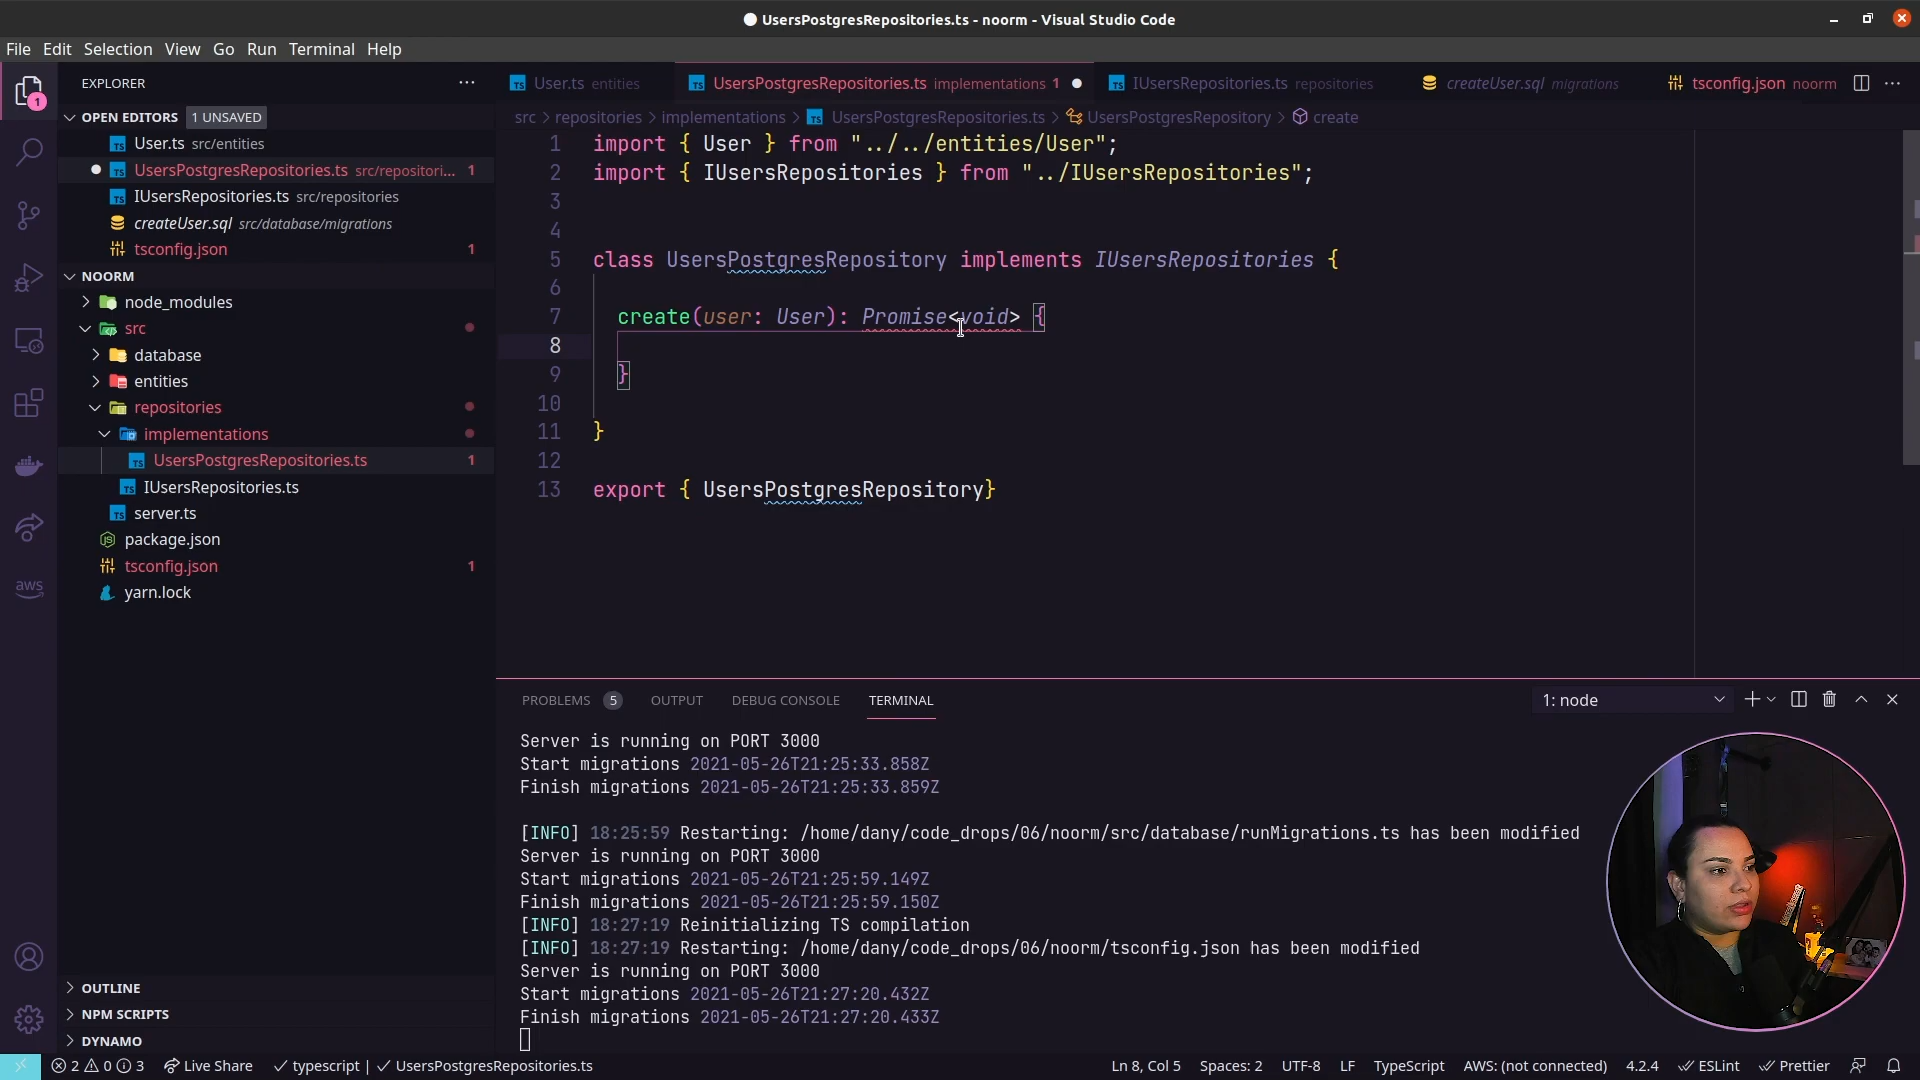 UsersPostgresRepositories.ts - noorm - Visual Studio Code
File Edit Selection View Go Run Terminal Help
1
EXPLORER
OPEN EDITORS 1 UNSAVED
User.ts src/entities
UsersPostgresRepositories.ts src/repositori... 1
IUsersRepositories.ts src/repositories
createUser.sql src/database/migrations
tsconfig.json 1
NOORM
node_modules
src
database
entities
repositories
implementations
UsersPostgresRepositories.ts 1
IUsersRepositories.ts
server.ts
package.json
tsconfig.json 1
yarn.lock
aws
OUTLINE
NPM SCRIPTS
DYNAMO
User.ts entities UsersPostgresRepositories.ts implementations 1 IUsersRepositories.ts repositories createUser.sql migrations tsconfig.json noorm
src > repositories > implementations > UsersPostgresRepositories.ts > UsersPostgresRepository > create
1 import { User } from "../../entities/User";
2 import { IUsersRepositories } from "../IUsersRepositories";
3
4
5 class UsersPostgresRepository implements IUsersRepositories {
6
7 create(user: User): Promise<void> {
8
9 }
10
11 }
12
13 export { UsersPostgresRepository}
PROBLEMS 5 OUTPUT DEBUG CONSOLE TERMINAL 1: node
Server is running on PORT 3000
Start migrations 2021-05-26T21:25:33.858Z
Finish migrations 2021-05-26T21:25:33.859Z
[INFO] 18:25:59 Restarting: /home/dany/code_drops/06/noorm/src/database/runMigrations.ts has been modified
Server is running on PORT 3000
Start migrations 2021-05-26T21:25:59.149Z
Finish migrations 2021-05-26T21:25:59.150Z
[INFO] 18:27:19 Reinitializing TS compilation
[INFO] 18:27:19 Restarting: /home/dany/code_drops/06/noorm/tsconfig.json has been modified
Server is running on PORT 3000
Start migrations 2021-05-26T21:27:20.432Z
Finish migrations 2021-05-26T21:27:20.433Z
2 0 3 Live Share typescript | UsersPostgresRepositories.ts Ln 8, Col 5 Spaces: 2 UTF-8 LF TypeScript AWS: (not connected) 4.2.4 ESLint Prettier